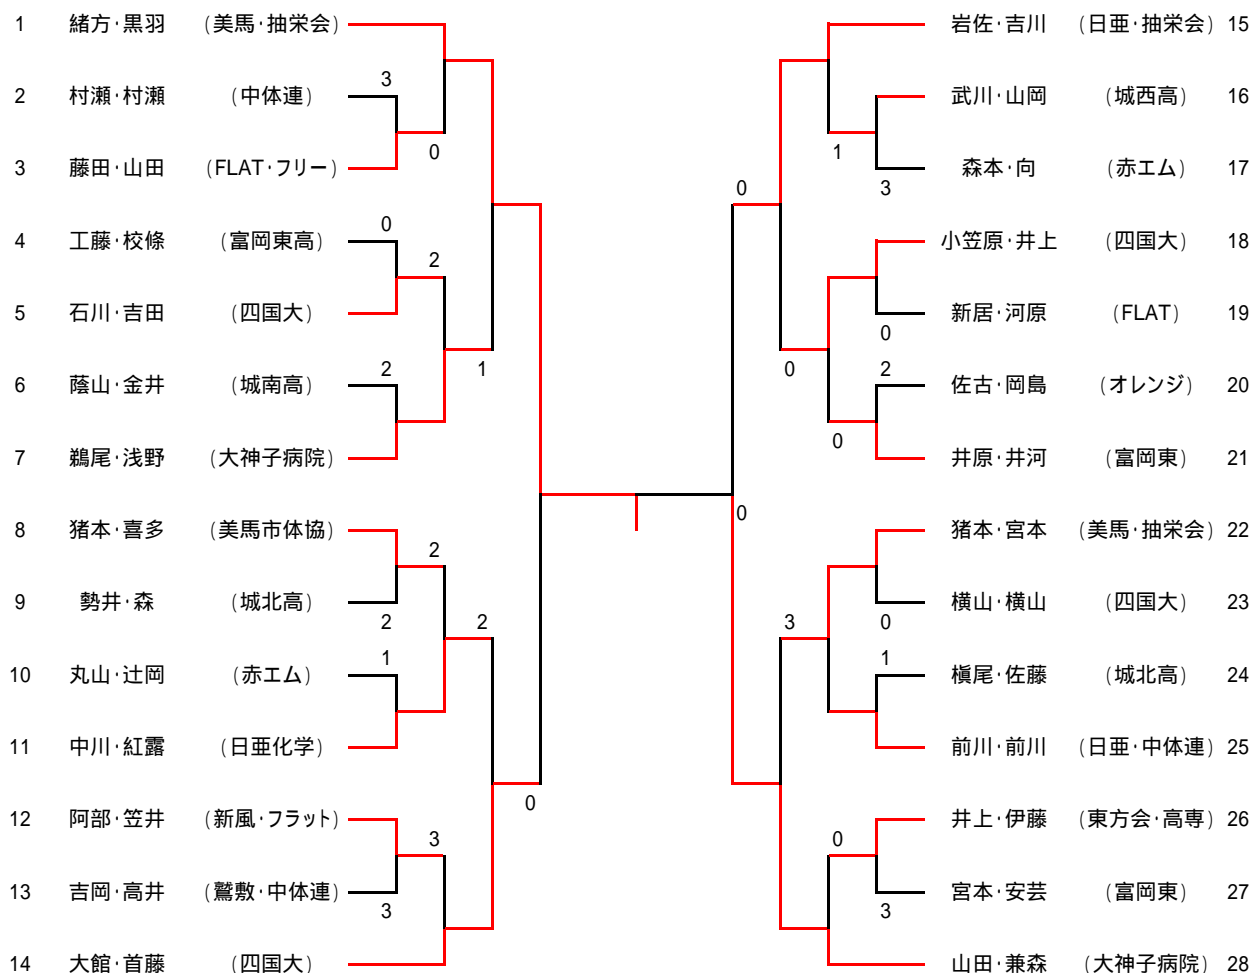 1 緒方・黒羽 (美馬・抽栄会)
3
2 村瀬・村瀬 (中体連)
0
3 藤田・山田 (FLAT・フリー)
0
4 工藤・校條 (富岡東高)
2
5 石川・吉田 (四国大)
1
2
6 蔭山・金井 (城南高)
7 鵜尾・浅野 (大神子病院)
8 猪本・喜多 (美馬市体協)
2
9 勢井・森 (城北高)
2
2
1
10 丸山・辻岡 (赤エム)
11 中川・紅露 (日亜化学)
0
12 阿部・笠井 (新風・フラット)
3
13 吉岡・高井 (鷲敷・中体連)
3
14 大館・首藤 (四国大)
岩佐・吉川 (日亜・抽栄会) 15
武川・山岡 (城西高) 16
1
森本・向 (赤エム) 17
3
0
小笠原・井上 (四国大) 18
新居・河原 (FLAT) 19
0
0
2
佐古・岡島 (オレンジ) 20
0
井原・井河 (富岡東) 21
0
猪本・宮本 (美馬・抽栄会) 22
横山・横山 (四国大) 23
0
3
1
槇尾・佐藤 (城北高) 24
前川・前川 (日亜・中体連) 25
井上・伊藤 (東方会・高専) 26
0
宮本・安芸 (富岡東) 27
3
山田・兼森 (大神子病院) 28